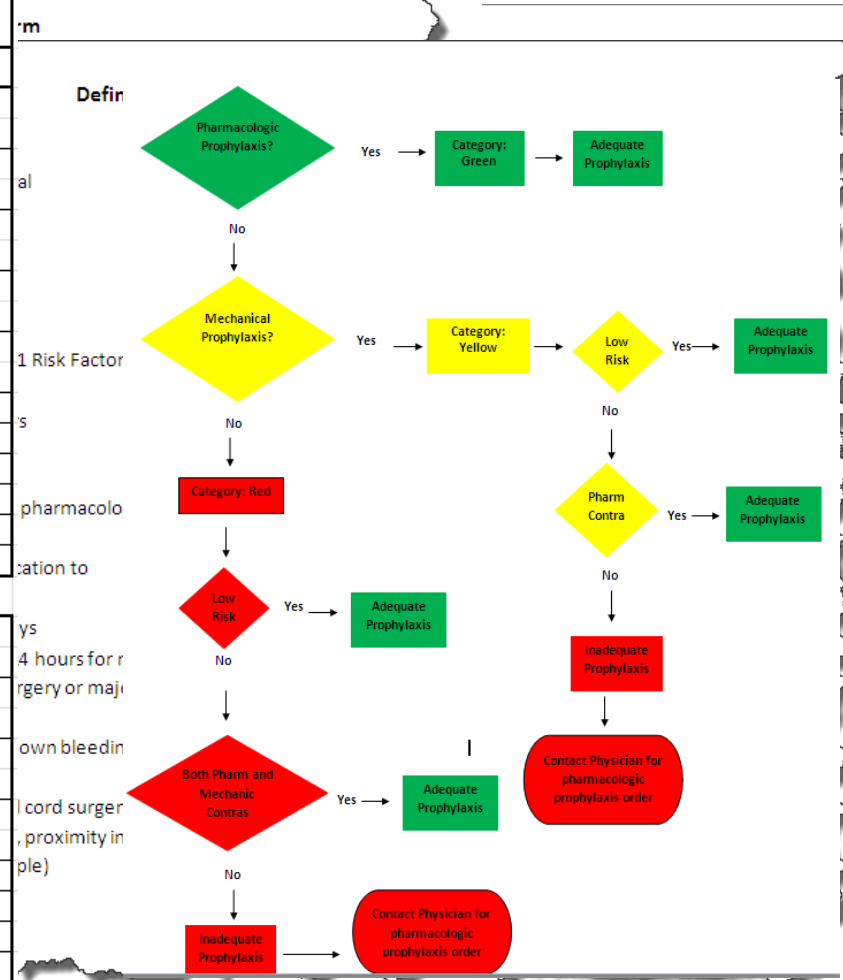 rm
Defin
Pharmacologic
Prophylaxis?
Yes
Category:
Green
Adequate
Prophylaxis
al
No
Mechanical
Prophylaxis?
Yes
Category:
Yellow
Low
Risk
Yes
Adequate
Prophylaxis
1 Risk Factor
No
No
s
Category: Red
Pharm
Contra
Yes
Adequate
Prophylaxis
pharmacolo
cation to
No
Low
Risk
Yes
Adequate
Prophylaxis
ys
No
4 hours for r
rgery or maj
Inadequate
Prophylaxis
own bleedin
Both Pharm and
Mechanic
Contras
Yes
Adequate
Prophylaxis
Contact Physician for
pharmacologic
prophylaxis order
l cord surger
, proximity in
ple)
No
Inadequate
Prophylaxis
Contact Physician for
pharmacologic
prophylaxis order